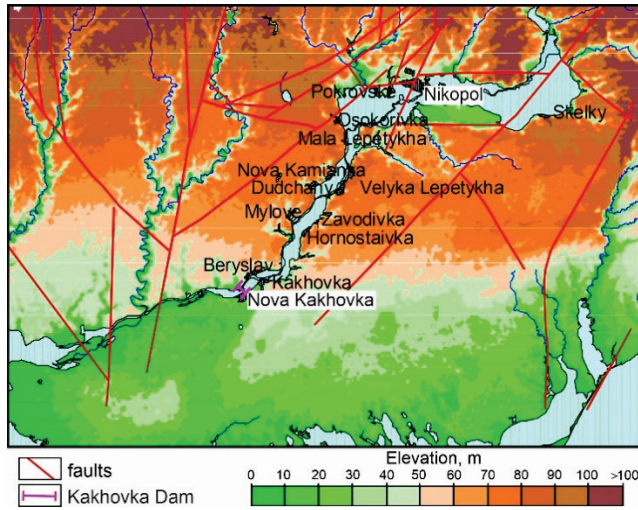 Pokrovske
Nikopol
Osokorivka
Skelky
Mala Lepetykha
Nova Kamianka
Dudchany
Velyka Lepetykha
Mylove
Zavodivka
Hornostaivka
Beryslav
Kakhovka
Nova Kakhovka
faults
Kakhovka Dam
Elevation, m
0 10 20 30 40 50 60 70 80 90 100 >100